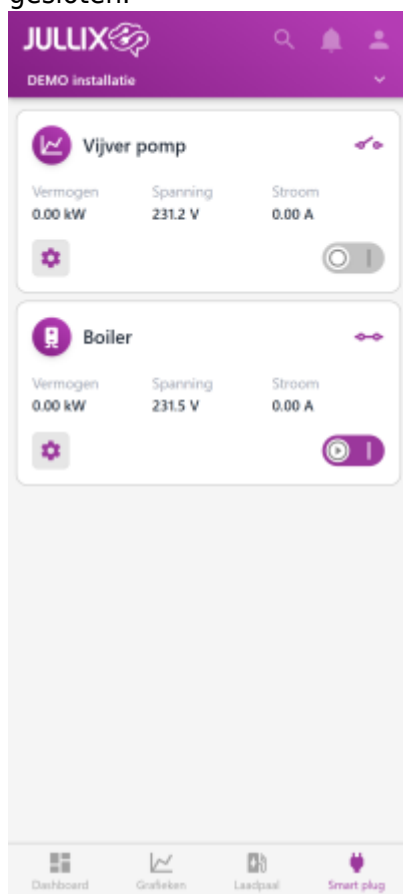 gesloten.
JULLIX
DEMO installatie
Vijver pomp
Vermogen Spanning Stroom
0.00 kW 231.2 V 0.00 A
Boiler
Vermogen Spanning Stroom
0.00 kW 231.5 V 0.00 A
Dashboard Grafieken Laadpaal Smart plug